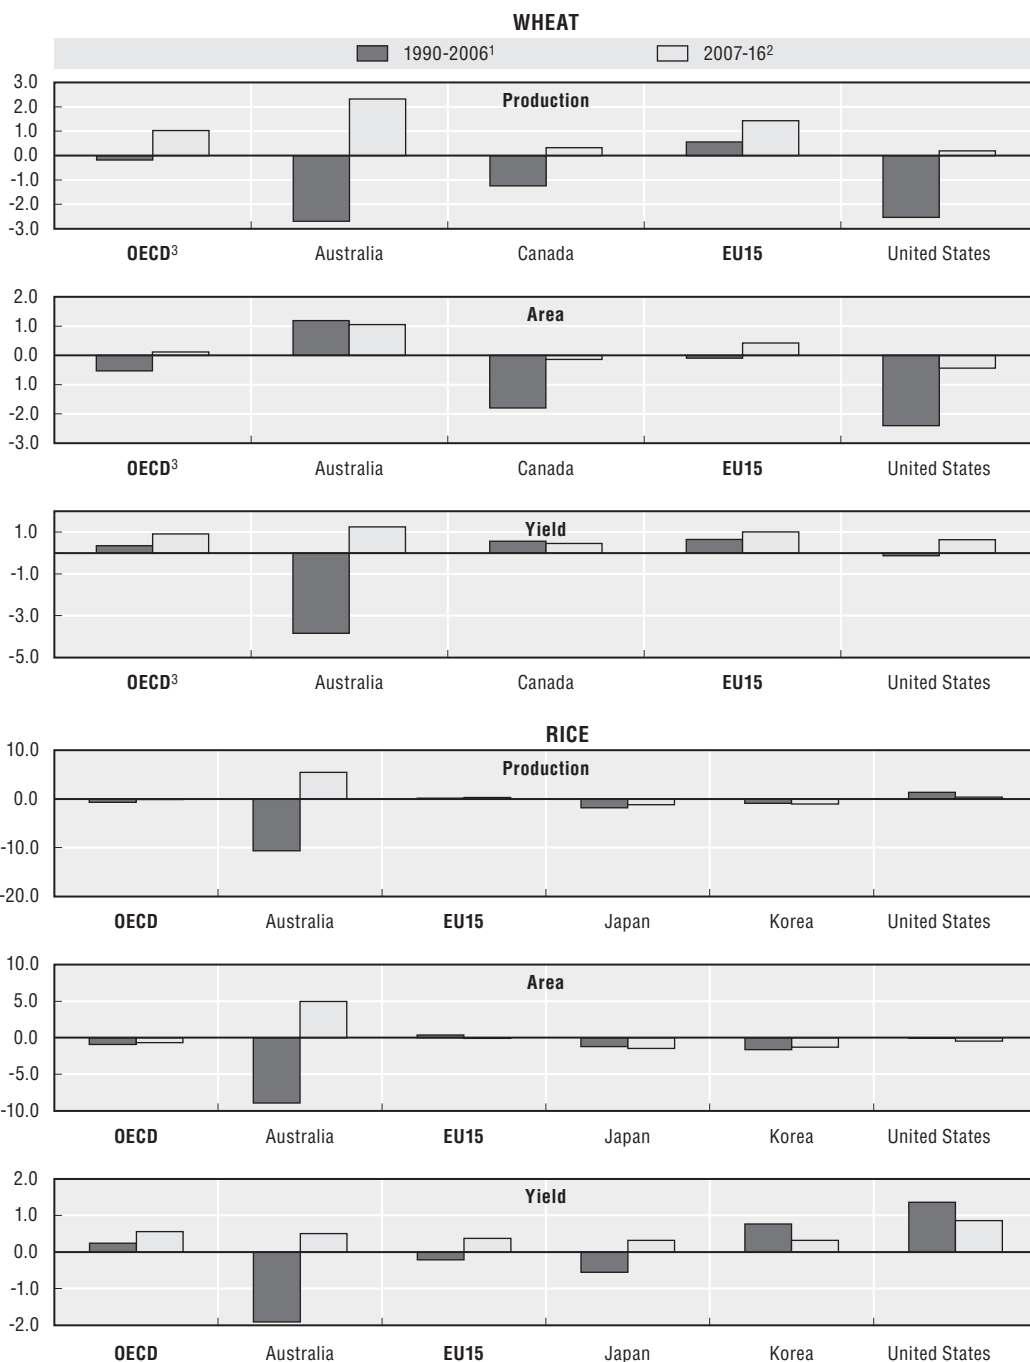 WHEAT
1990-2006¹ 2007-16²
Production
3.0
2.0
1.0
0.0
-1.0
-2.0
-3.0
OECD³ Australia Canada EU15 United States
Area
2.0
1.0
0.0
1.0
-2.0
-3.0
OECD³ Australia Canada EU15 United States
Yield
1.0
-1.0
-3.0
-5.0
OECD³ Australia Canada EU15 United States
RICE
Production
10.0
0.0
-10.0
-20.0
OECD Australia EU15 Japan Korea United States
Area
10.0
5.0
0.0
-5.0
-10.0
OECD Australia EU15 Japan Korea United States
Yield
2.0
1.0
0.0
-1.0
-2.0
OECD Australia EU15 Japan Korea United States